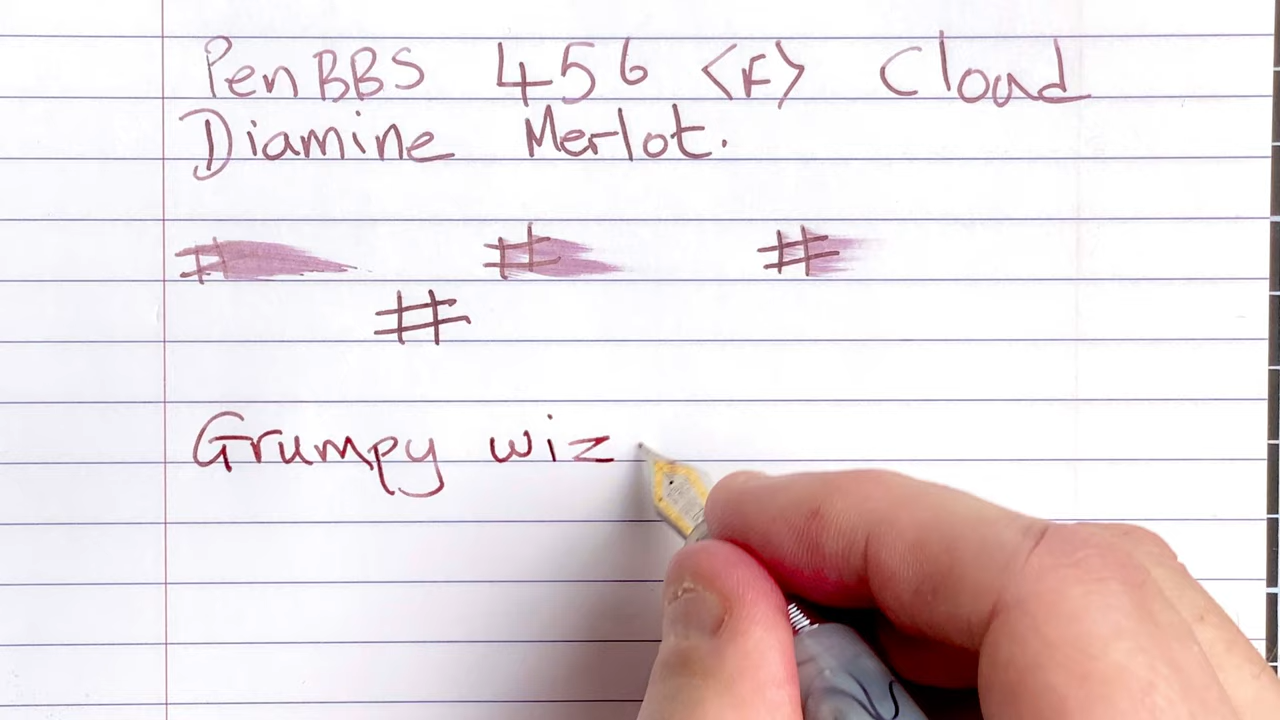 PenBBS 456 <F> Cloud
Diamine Merlot.
# # #
#
Grumpy wiz